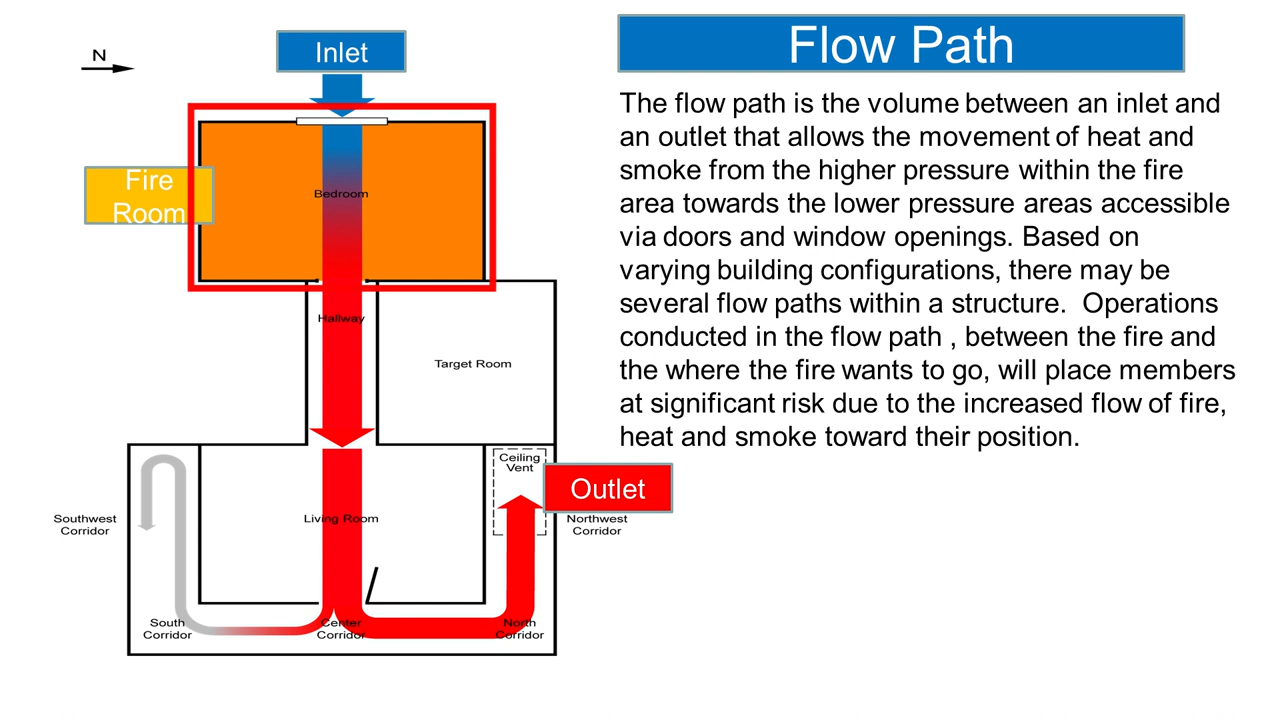 Flow Path
The flow path is the volume between an inlet and
an outlet that allows the movement of heat and
smoke from the higher pressure within the fire
area towards the lower pressure areas accessible
via doors and window openings. Based on
varying building configurations, there may be
several flow paths within a structure.  Operations
conducted in the flow path , between the fire and
the where the fire wants to go, will place members
at significant risk due to the increased flow of fire,
heat and smoke toward their position.
N
Inlet
Fire
Room
Bedroom
Hallway
Target Room
Ceiling
Vent
Outlet
Southwest
Corridor
Living Room
Northwest
Corridor
South
Corridor
Center
Corridor
North
Corridor